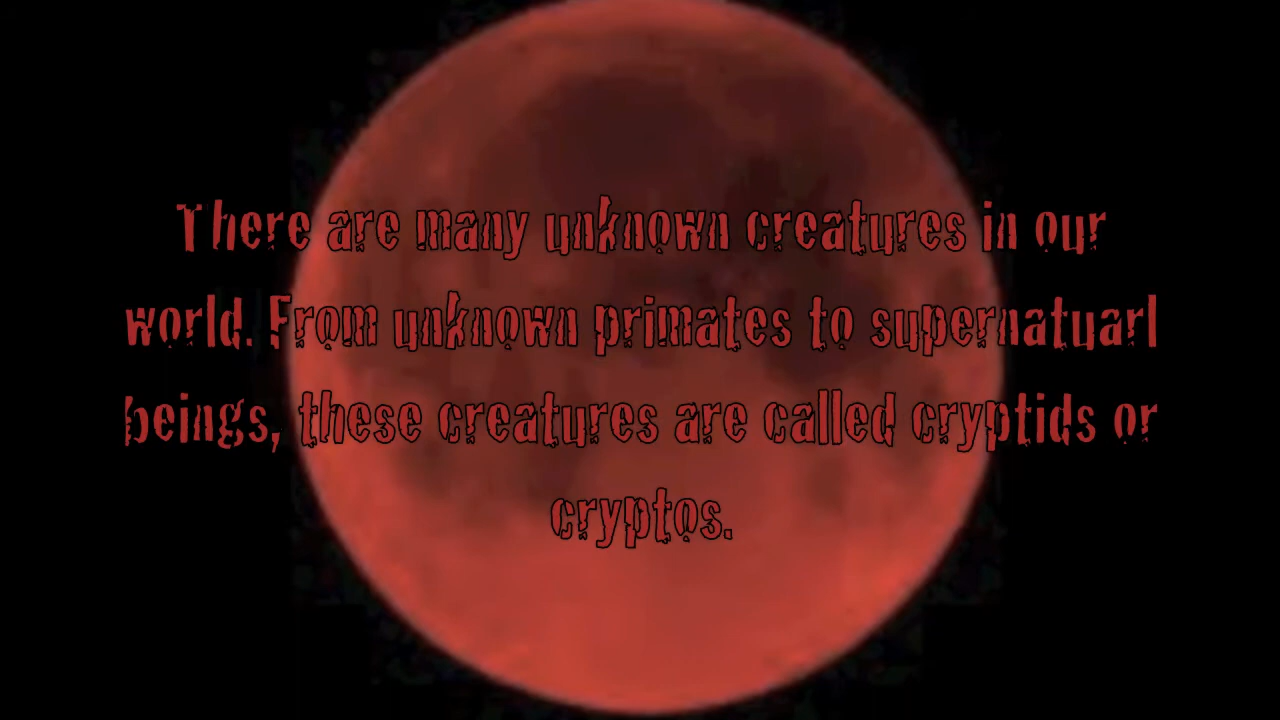 There are many unknown creatures in our
world. From unknown primates to supernatuarl
beings, these creatures are called cryptids or
cryptos.